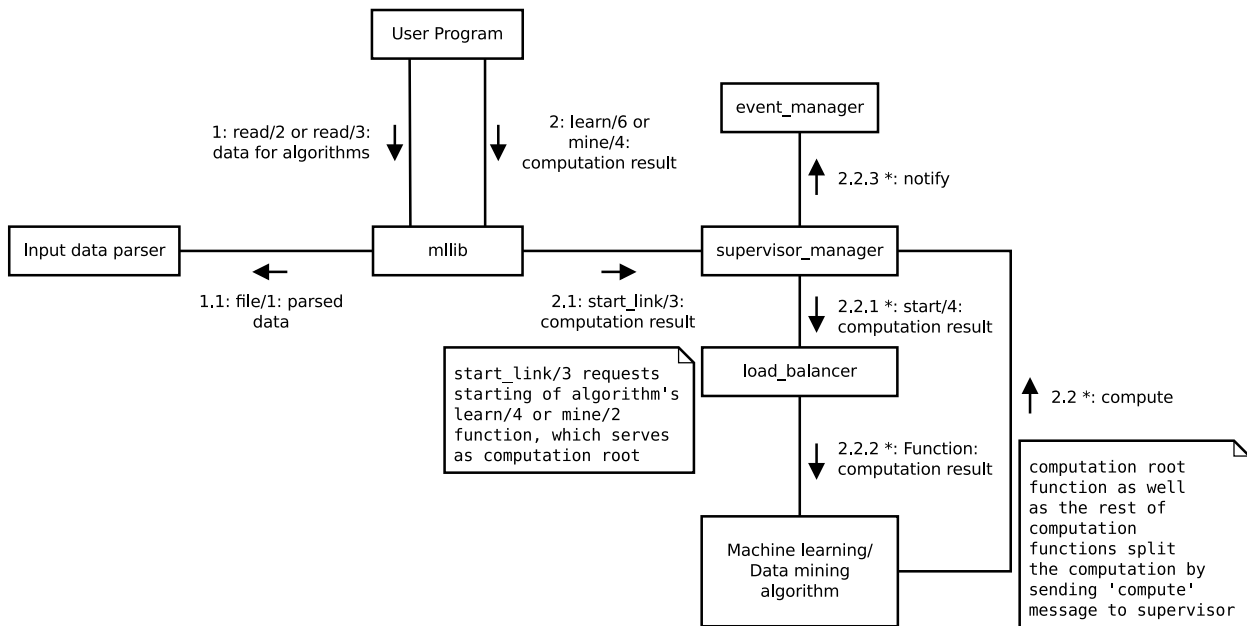 User Program
event_manager
1: read/2 or read/3:
data for algorithms
2: learn/6 or
mine/4:
computation result
2.2.3 *: notify
Input data parser
mllib
supervisor_manager
1.1: file/1: parsed
data
2.1: start_link/3:
computation result
2.2.1 *: start/4:
computation result
start_link/3 requests
starting of algorithm's
learn/4 or mine/2
function, which serves
as computation root
load_balancer
2.2 *: compute
2.2.2 *: Function:
computation result
computation root
function as well
as the rest of
computation
functions split
the computation by
sending 'compute'
message to supervisor
Machine learning/
Data mining
algorithm